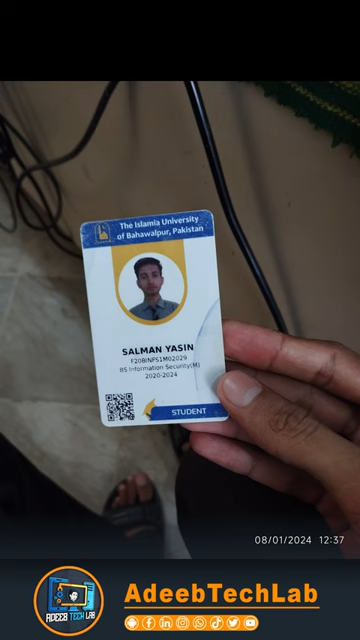 The Islamia University
of Bahawalpur, Pakistan
SALMAN YASIN
F20BINFS1M02029
BS Information Security(M)
2020-2024
STUDENT
08/01/2024 12:37
ADEEB TECH LAB
AdeebTechLab